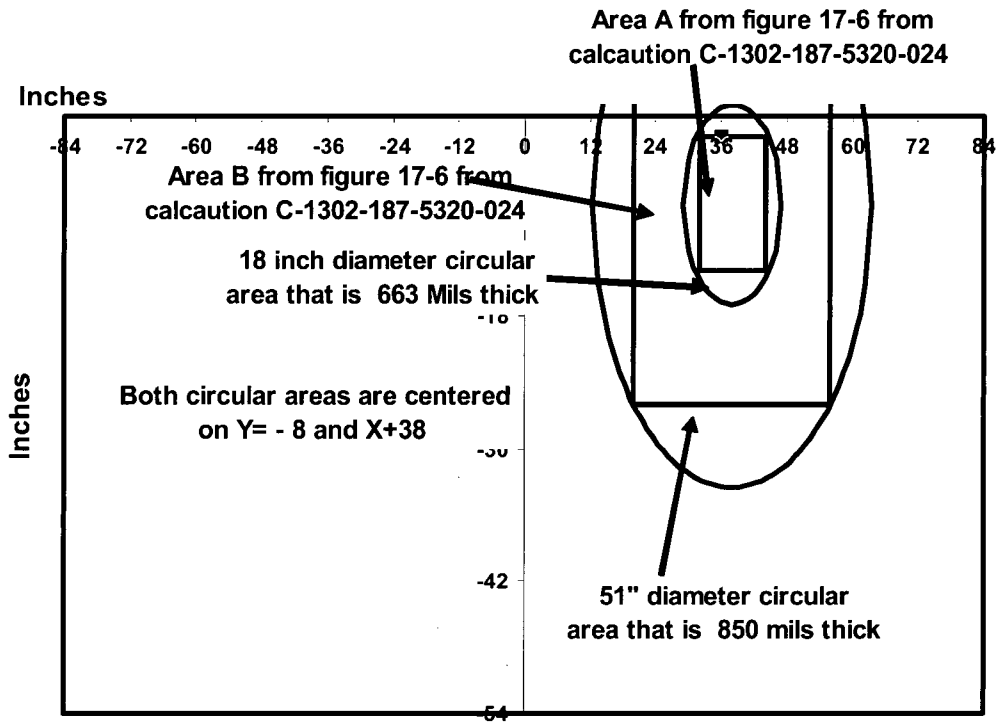 Area A from figure 17-6 from
calcaution C-1302-187-5320-024
Inches
-84 -72 -60 -48 -36 -24 -12 0 12 24 36 48 60 72 84
Area B from figure 17-6 from
calcaution C-1302-187-5320-024
18 inch diameter circular
area that is 663 Mils thick
-18
Both circular areas are centered
on Y= - 8 and X+38
-30
Inches
-42
51" diameter circular
area that is 850 mils thick
-54